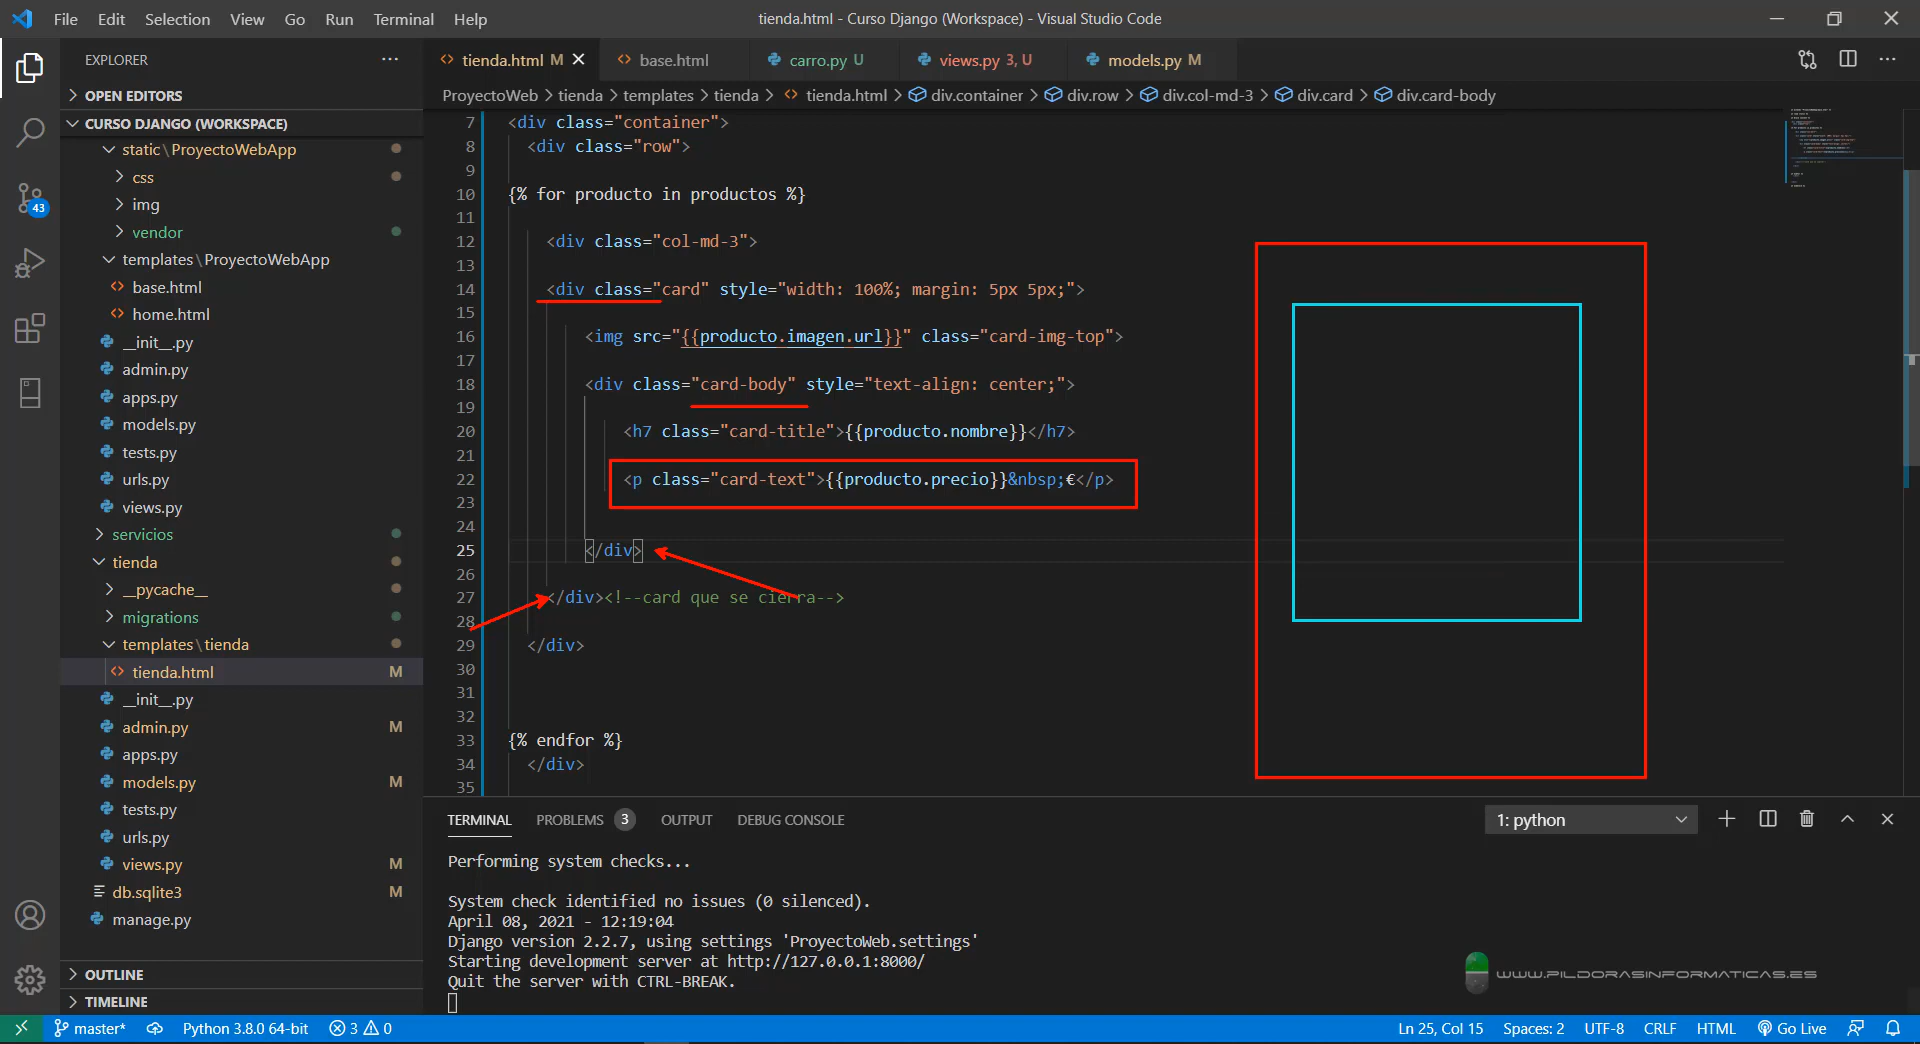 File Edit Selection View Go Run Terminal Help
tienda.html - Curso Django (Workspace) - Visual Studio Code
EXPLORER
OPEN EDITORS
CURSO DJANGO (WORKSPACE)
static\ProyectoWebApp
css
img
vendor
templates\ProyectoWebApp
base.html
home.html
__init__.py
admin.py
apps.py
models.py
tests.py
urls.py
views.py
servicios
tienda
__pycache__
migrations
templates\tienda
tienda.html M
__init__.py
admin.py M
apps.py
models.py M
tests.py
urls.py
views.py M
db.sqlite3 M
manage.py
OUTLINE
TIMELINE
43
tienda.html M base.html carro.py U views.py 3, U models.py M
ProyectoWeb > tienda > templates > tienda > tienda.html > div.container > div.row > div.col-md-3 > div.card > div.card-body
7 <div class="container">
8 <div class="row">
9
10 {% for producto in productos %}
11
12 <div class="col-md-3">
13
14 <div class="card" style="width: 100%; margin: 5px 5px;">
15
16 <img src="{{producto.imagen.url}}" class="card-img-top">
17
18 <div class="card-body" style="text-align: center;">
19
20 <h7 class="card-title">{{producto.nombre}}</h7>
21
22 <p class="card-text">{{producto.precio}}&nbsp;€</p>
23
24
25 </div>
26
27 </div><!--card que se cierra-->
28
29 </div>
30
31
32
33 {% endfor %}
34 </div>
35
TERMINAL PROBLEMS 3 OUTPUT DEBUG CONSOLE
1: python
Performing system checks...
System check identified no issues (0 silenced).
April 08, 2021 - 12:19:04
Django version 2.2.7, using settings 'ProyectoWeb.settings'
Starting development server at http://127.0.0.1:8000/
Quit the server with CTRL-BREAK.
WWW.PILDORASINFORMATICAS.ES
master* Python 3.8.0 64-bit 3 0
Ln 25, Col 15 Spaces: 2 UTF-8 CRLF HTML Go Live